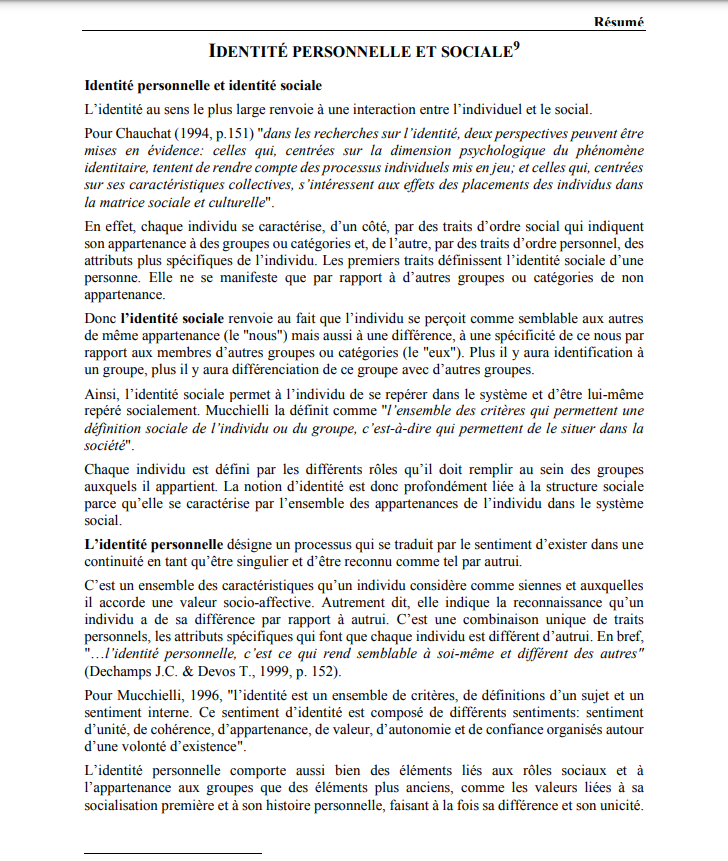 Résumé
IDENTITÉ PERSONNELLE ET SOCIALE9
Identité personnelle et identité sociale
L’identité au sens le plus large renvoie à une interaction entre l’individuel et le social.
Pour Chauchat (1994, p.151) "dans les recherches sur l’identité, deux perspectives peuvent être
mises en évidence: celles qui, centrées sur la dimension psychologique du phénomène
identitaire, tentent de rendre compte des processus individuels mis en jeu; et celles qui, centrées
sur ses caractéristiques collectives, s’intéressent aux effets des placements des individus dans
la matrice sociale et culturelle".
En effet, chaque individu se caractérise, d’un côté, par des traits d’ordre social qui indiquent
son appartenance à des groupes ou catégories et, de l’autre, par des traits d’ordre personnel, des
attributs plus spécifiques de l’individu. Les premiers traits définissent l’identité sociale d’une
personne. Elle ne se manifeste que par rapport à d’autres groupes ou catégories de non
appartenance.
Donc l’identité sociale renvoie au fait que l’individu se perçoit comme semblable aux autres
de même appartenance (le "nous") mais aussi à une différence, à une spécificité de ce nous par
rapport aux membres d’autres groupes ou catégories (le "eux"). Plus il y aura identification à
un groupe, plus il y aura différenciation de ce groupe avec d’autres groupes.
Ainsi, l’identité sociale permet à l’individu de se repérer dans le système et d’être lui-même
repéré socialement. Mucchielli la définit comme "l’ensemble des critères qui permettent une
définition sociale de l’individu ou du groupe, c’est-à-dire qui permettent de le situer dans la
société".
Chaque individu est défini par les différents rôles qu’il doit remplir au sein des groupes
auxquels il appartient. La notion d’identité est donc profondément liée à la structure sociale
parce qu’elle se caractérise par l’ensemble des appartenances de l’individu dans le système
social.
L’identité personnelle désigne un processus qui se traduit par le sentiment d’exister dans une
continuité en tant qu’être singulier et d’être reconnu comme tel par autrui.
C’est un ensemble des caractéristiques qu’un individu considère comme siennes et auxquelles
il accorde une valeur socio-affective. Autrement dit, elle indique la reconnaissance qu’un
individu a de sa différence par rapport à autrui. C’est une combinaison unique de traits
personnels, les attributs spécifiques qui font que chaque individu est différent d’autrui. En bref,
"…l’identité personnelle, c’est ce qui rend semblable à soi-même et différent des autres"
(Dechamps J.C. & Devos T., 1999, p. 152).
Pour Mucchielli, 1996, "l’identité est un ensemble de critères, de définitions d’un sujet et un
sentiment interne. Ce sentiment d’identité est composé de différents sentiments: sentiment
d’unité, de cohérence, d’appartenance, de valeur, d’autonomie et de confiance organisés autour
d’une volonté d’existence".
L’identité personnelle comporte aussi bien des éléments liés aux rôles sociaux et à
l’appartenance aux groupes que des éléments plus anciens, comme les valeurs liées à sa
socialisation première et à son histoire personnelle, faisant à la fois sa différence et son unicité.